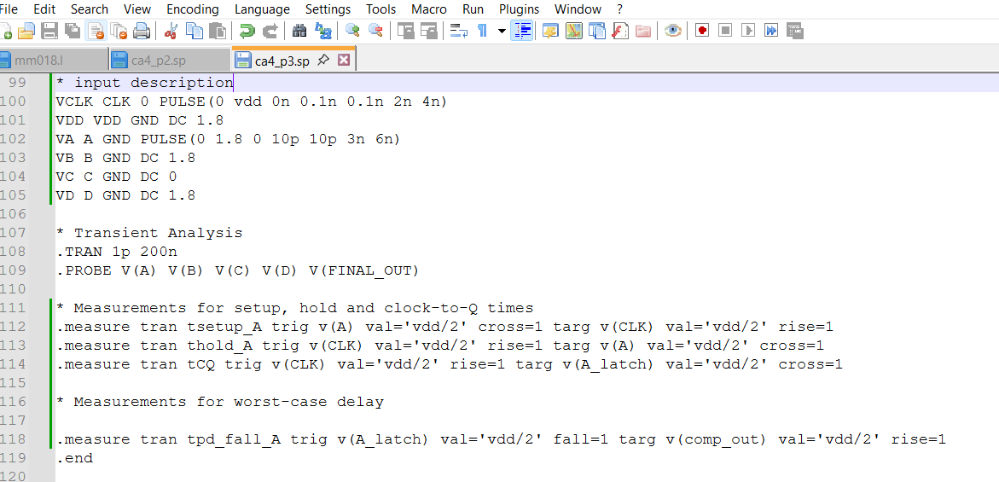 File Edit Search View Encoding Language Settings Tools Macro Run Plugins Window ?
mm018.l ca4_p2.sp ca4_p3.sp
99 * input description
100 VCLK CLK 0 PULSE(0 vdd 0n 0.1n 0.1n 2n 4n)
101 VDD VDD GND DC 1.8
102 VA A GND PULSE(0 1.8 0 10p 10p 3n 6n)
103 VB B GND DC 1.8
104 VC C GND DC 0
105 VD D GND DC 1.8
106
107 * Transient Analysis
108 .TRAN 1p 200n
109 .PROBE V(A) V(B) V(C) V(D) V(FINAL_OUT)
110
111 * Measurements for setup, hold and clock-to-Q times
112 .measure tran tsetup_A trig v(A) val='vdd/2' cross=1 targ v(CLK) val='vdd/2' rise=1
113 .measure tran thold_A trig v(CLK) val='vdd/2' rise=1 targ v(A) val='vdd/2' cross=1
114 .measure tran tCQ trig v(CLK) val='vdd/2' rise=1 targ v(A_latch) val='vdd/2' cross=1
115
116 * Measurements for worst-case delay
117
118 .measure tran tpd_fall_A trig v(A_latch) val='vdd/2' fall=1 targ v(comp_out) val='vdd/2' rise=1
119 .end
120